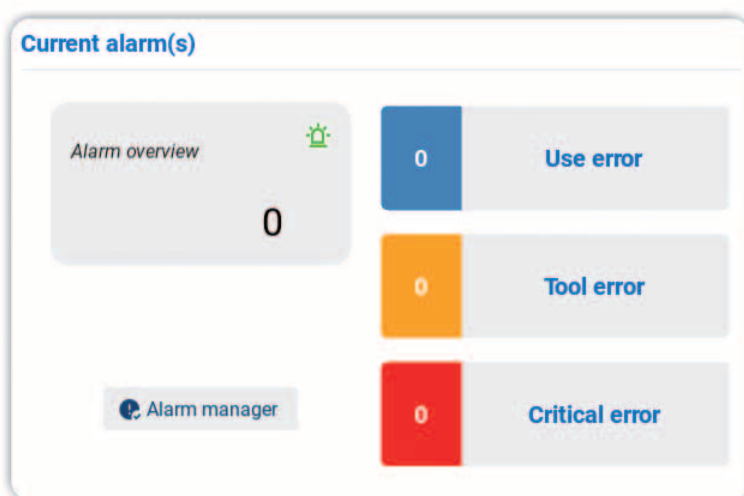 Current alarm(s)
Alarm overview
0
0
Use error
0
Tool error
0
Critical error
Alarm manager